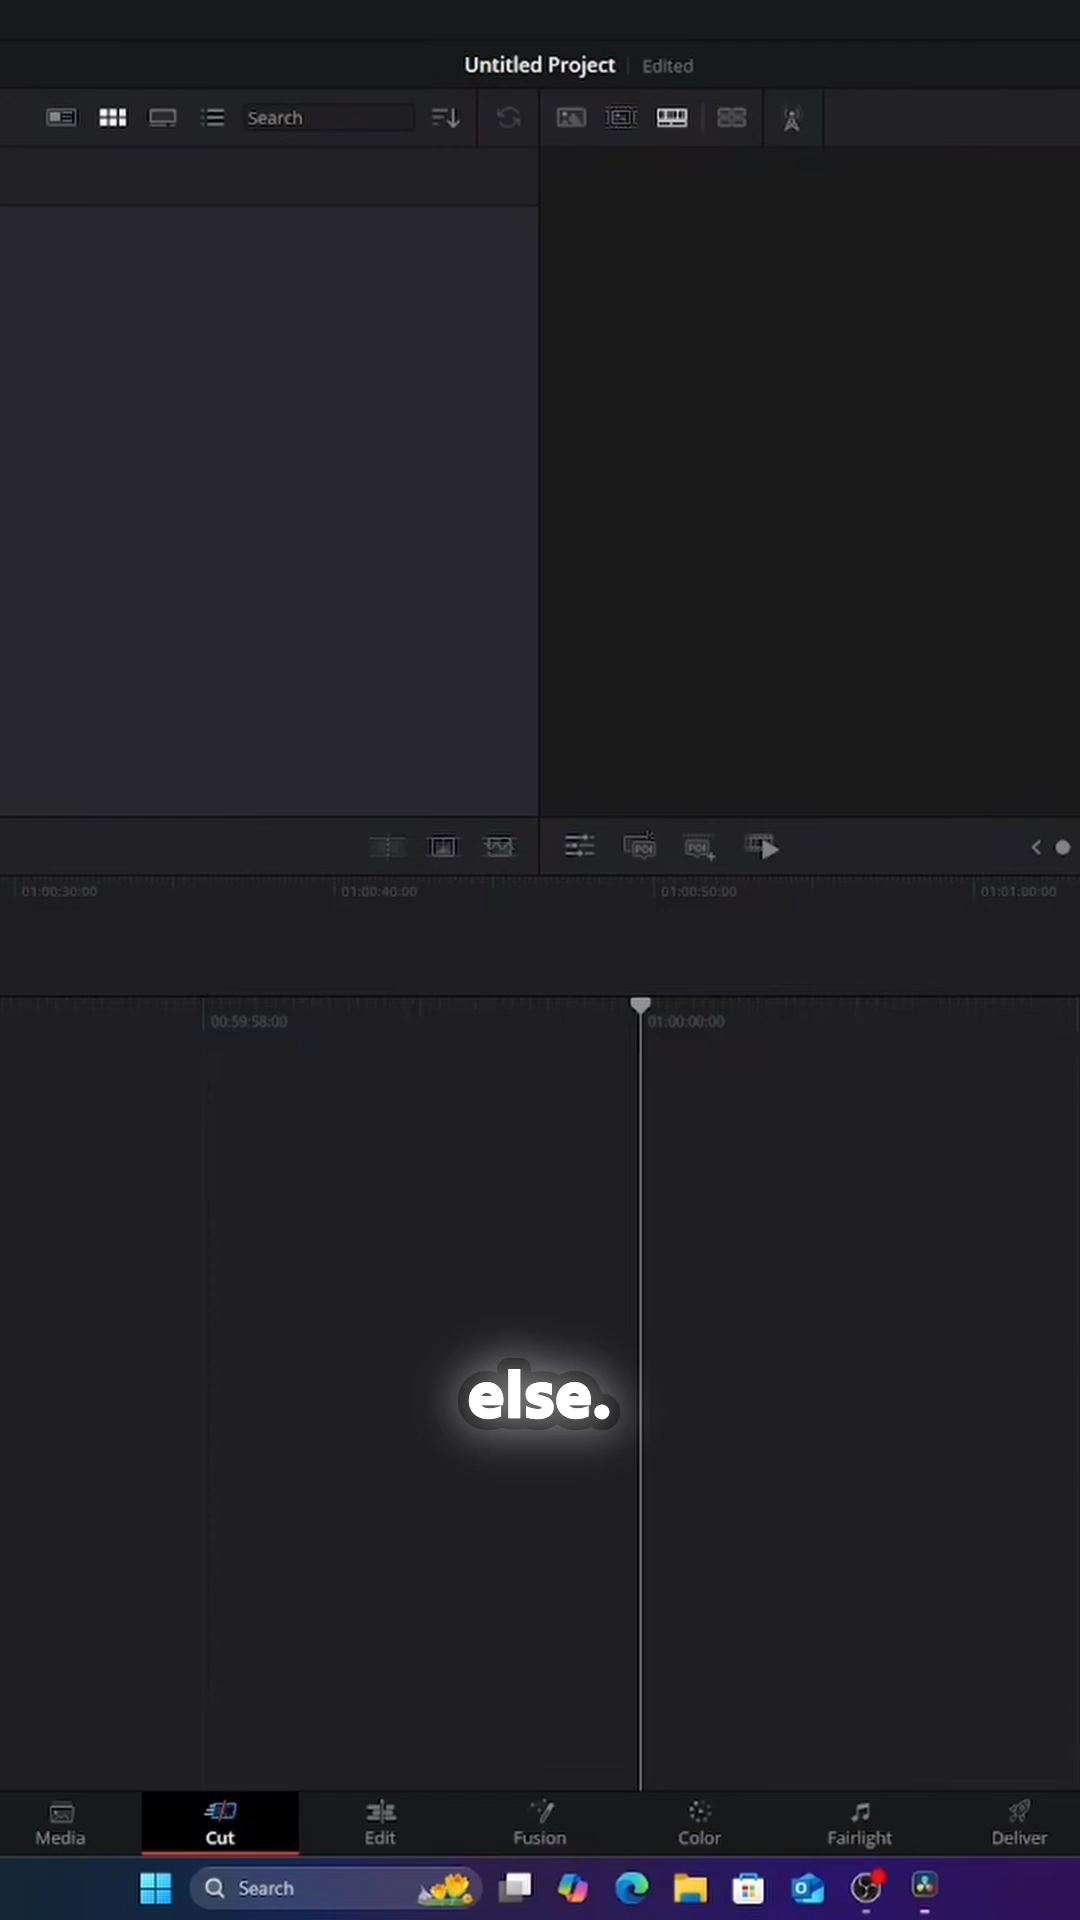 Untitled Project Edited
Search
01:00:30:00 01:00:40:00 01:00:50:00 01:01:00:00
00:59:58:00 01:00:00:00
else.
Media Cut Edit Fusion Color Fairlight Deliver
Search